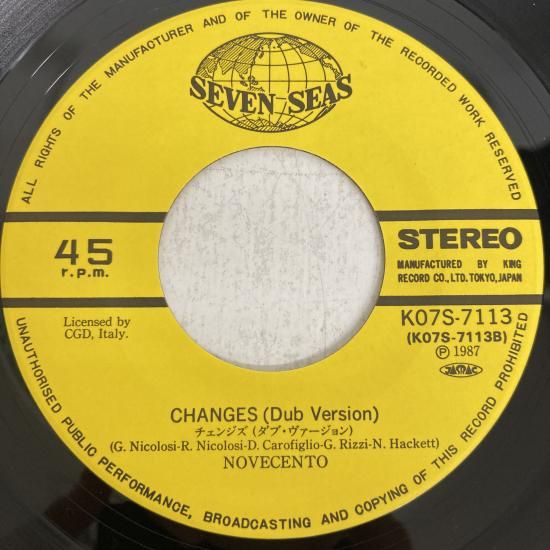 ALL RIGHTS OF THE MANUFACTURER AND OF THE OWNER OF THE RECORDED WORK RESERVED
SEVEN SEAS
45
r.p.m.
STEREO
MANUFACTURED BY KING
RECORD CO., LTD. TOKYO, JAPAN
Licensed by
CGD, Italy.
K07S-7113
(K07S-7113B)
Ⓟ 1987
JASRAC
CHANGES (Dub Version)
チェンジズ (ダブ・ヴァージョン)
(G. Nicolosi-R. Nicolosi-D. Carofiglio-G. Rizzi-N. Hackett)
NOVECENTO
UNAUTHORISED PUBLIC PERFORMANCE, BROADCASTING AND COPYING OF THIS RECORD PROHIBITED